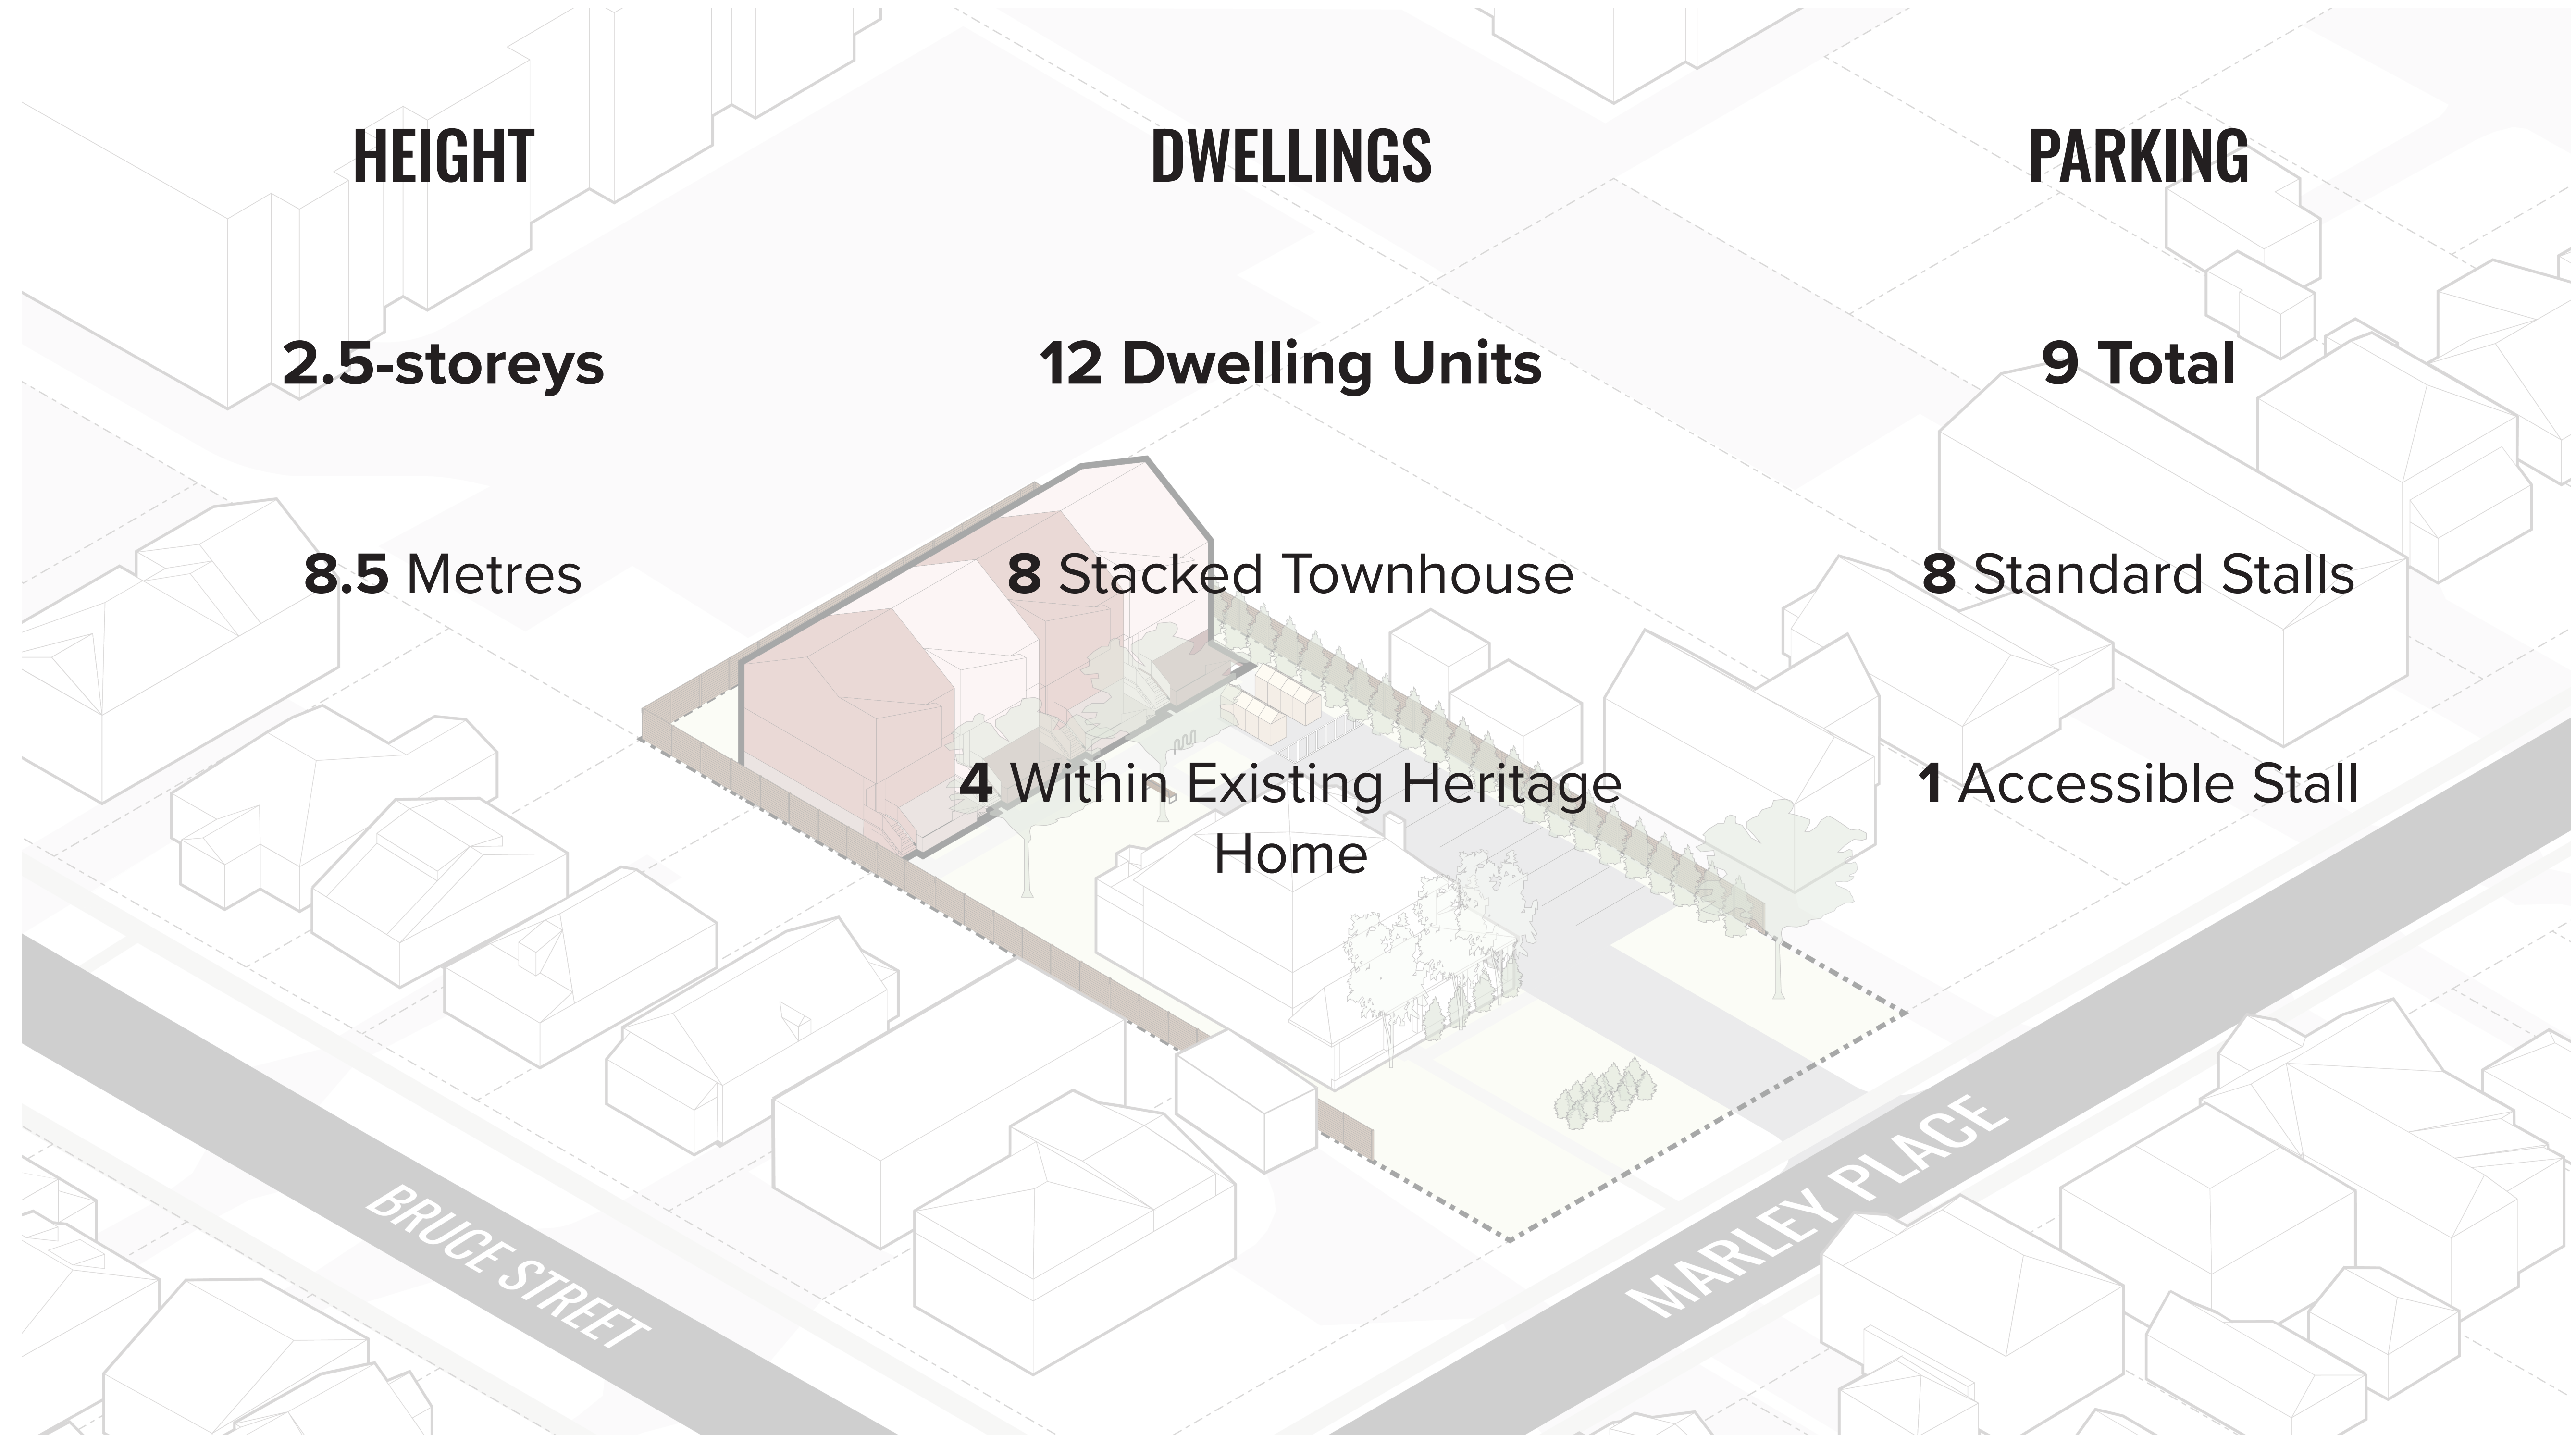 HEIGHT
2.5-storeys
8.5 Metres
DWELLINGS
12 Dwelling Units
8 Stacked Townhouse
4 Within Existing Heritage
Home
PARKING
9 Total
8 Standard Stalls
1 Accessible Stall
BRUCE STREET
MARLEY PLACE